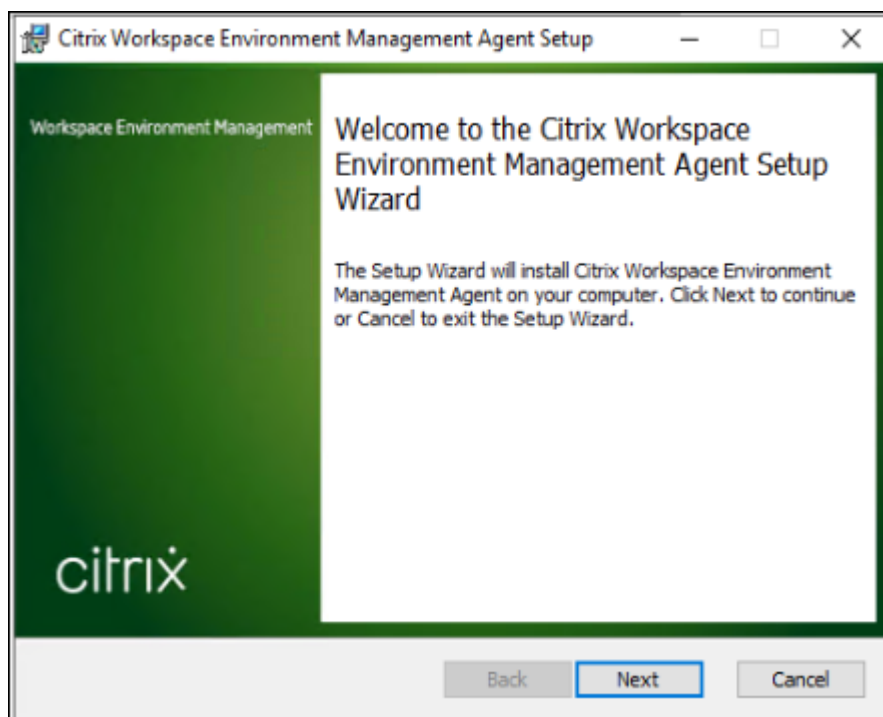 Citrix Workspace Environment Management Agent Setup
Workspace Environment Management
Welcome to the Citrix Workspace
Environment Management Agent Setup
Wizard
The Setup Wizard will install Citrix Workspace Environment
Management Agent on your computer. Click Next to continue
or Cancel to exit the Setup Wizard.
citrix
Back
Next
Cancel